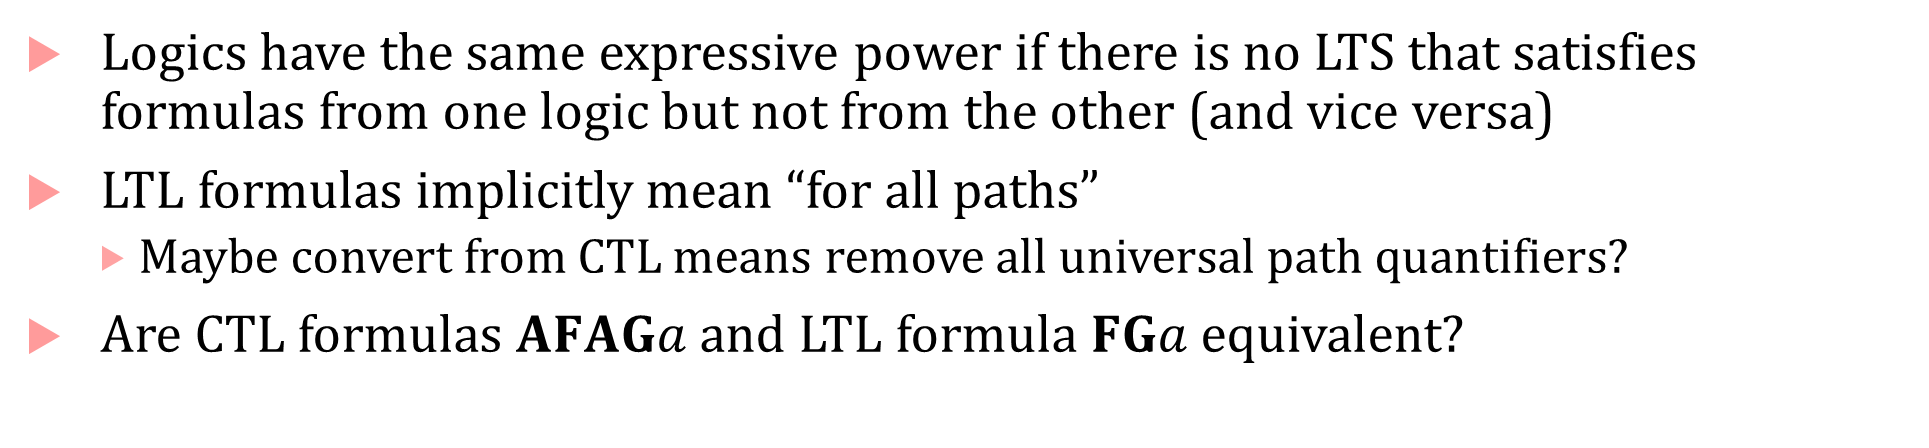 Logics have the same expressive power if there is no LTS that satisfies
formulas from one logic but not from the other (and vice versa)
LTL formulas implicitly mean “for all paths”
Maybe convert from CTL means remove all universal path quantifiers?
Are CTL formulas AFAGa and LTL formula FGa equivalent?